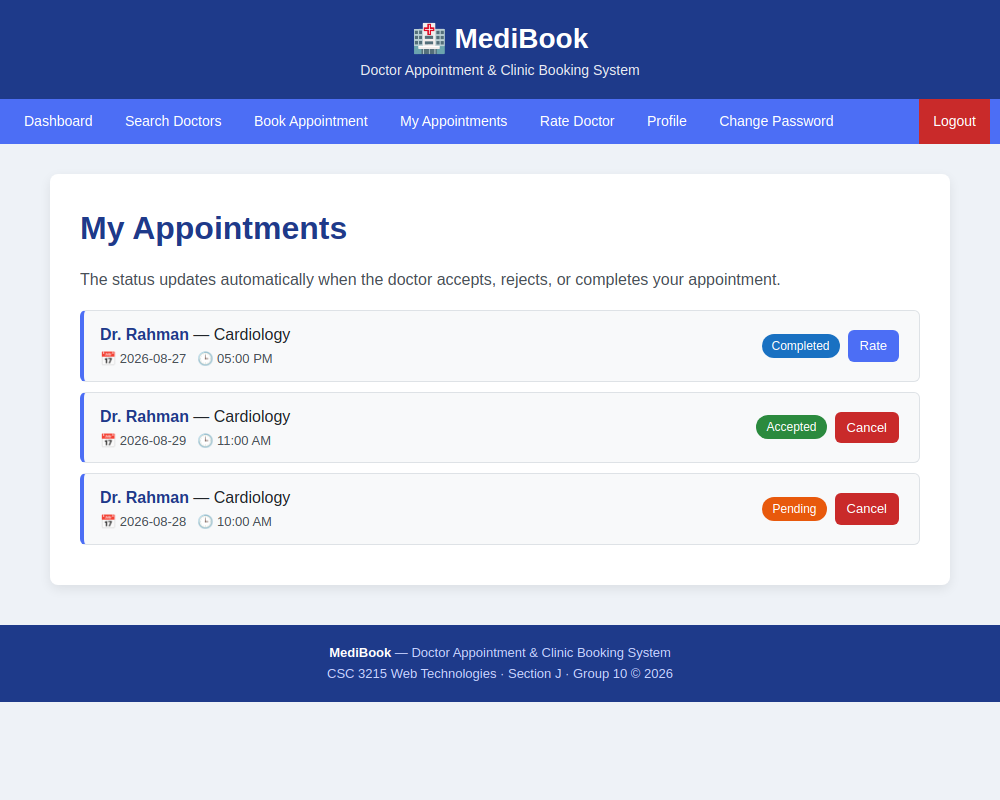 🏥 MediBook
Doctor Appointment & Clinic Booking System
Dashboard Search Doctors Book Appointment My Appointments Rate Doctor Profile Change Password Logout
My Appointments
The status updates automatically when the doctor accepts, rejects, or completes your appointment.
Dr. Rahman — Cardiology
📅 2026-08-27 🕒 05:00 PM
Completed Rate
Dr. Rahman — Cardiology
📅 2026-08-29 🕒 11:00 AM
Accepted Cancel
Dr. Rahman — Cardiology
📅 2026-08-28 🕒 10:00 AM
Pending Cancel
MediBook — Doctor Appointment & Clinic Booking System
CSC 3215 Web Technologies · Section J · Group 10 © 2026